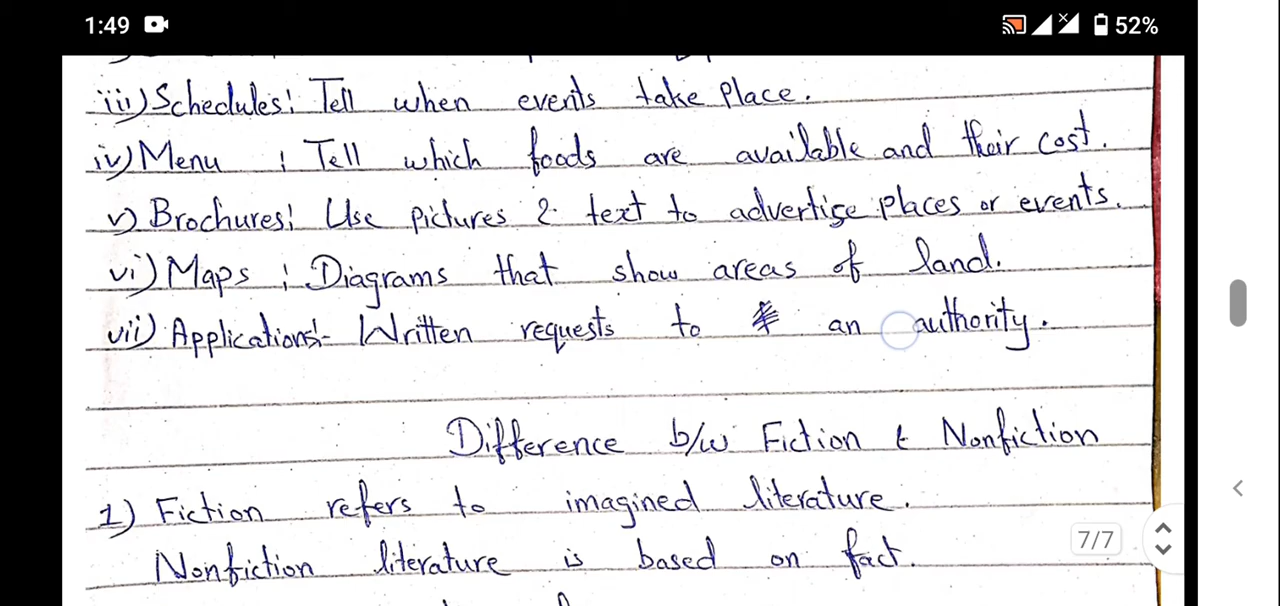 1:49 52%
iii) Schedules: Tell when events take place.
iv) Menu : Tell which foods are available and their cost.
v) Brochures: Use pictures & text to advertise places or events.
vi) Maps : Diagrams that show areas of land.
vii) Applications:- Written requests to an authority.
Difference b/w Fiction & Nonfiction
1) Fiction refers to imagined literature.
7/7
Nonfiction literature is based on fact.